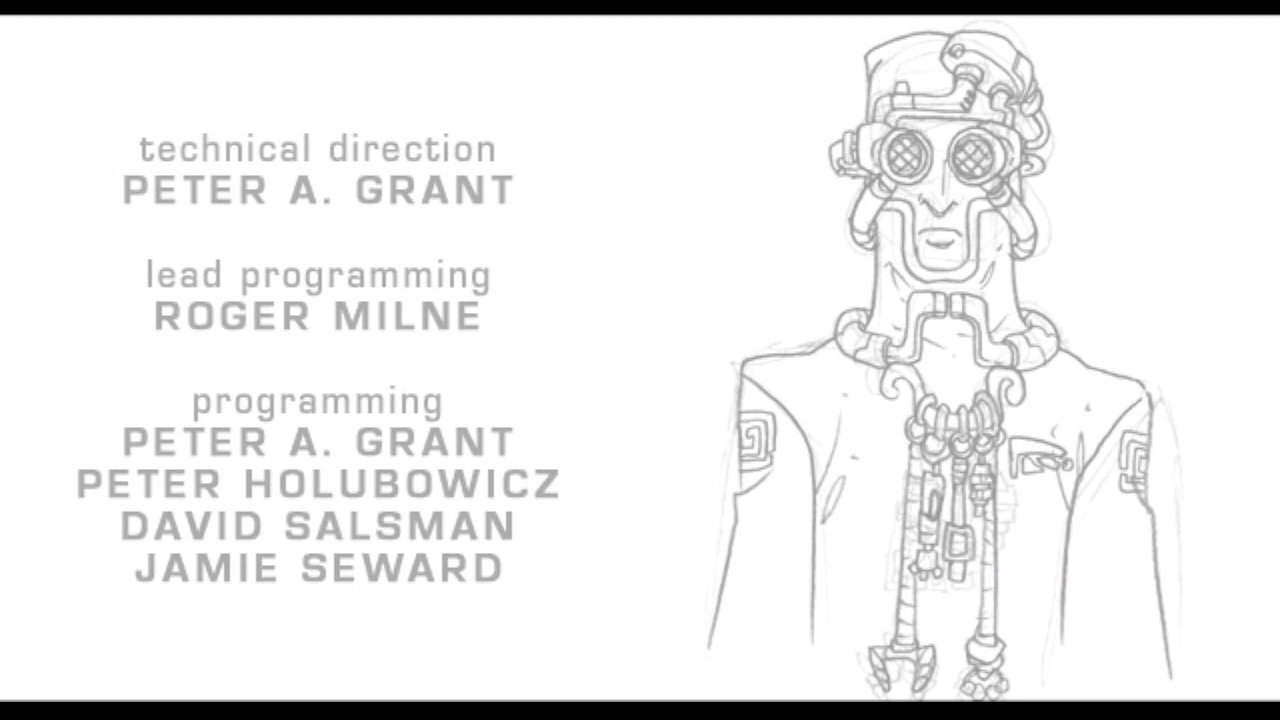 technical direction
PETER A. GRANT
lead programming
ROGER MILNE
programming
PETER A. GRANT
PETER HOLUBOWICZ
DAVID SALSMAN
JAMIE SEWARD